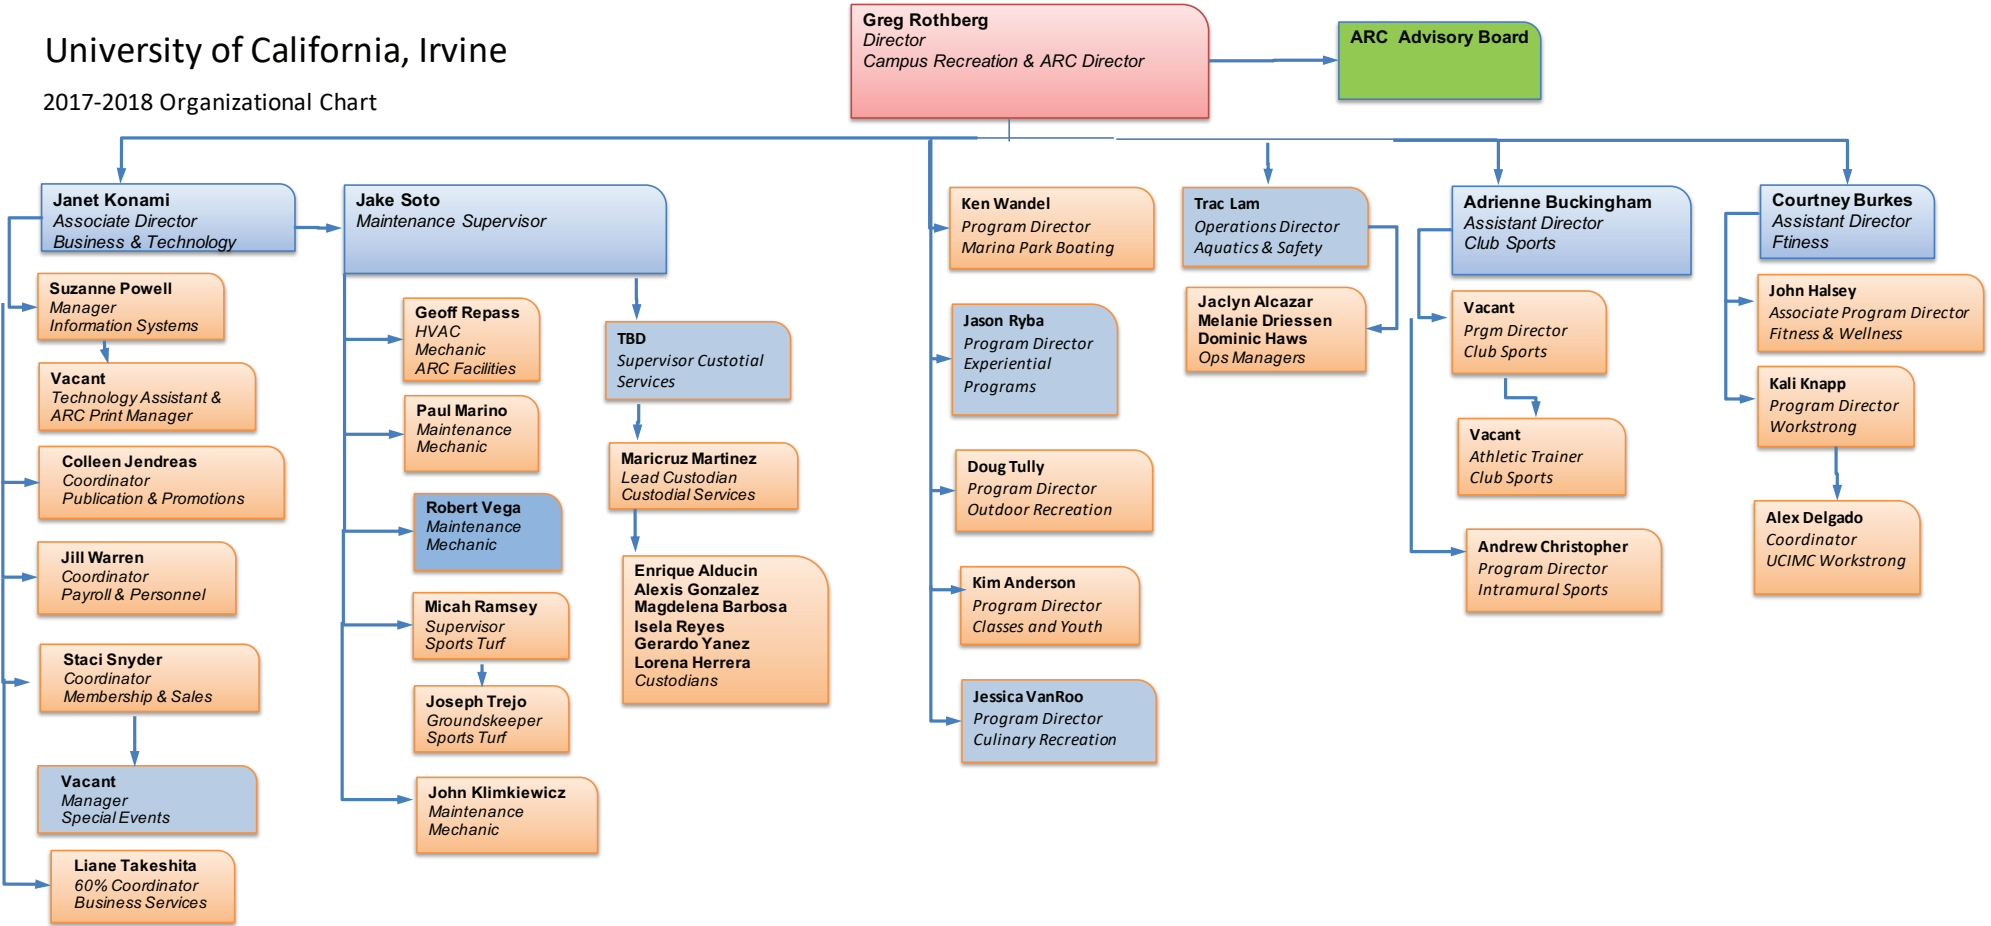 University of California, Irvine
2017-2018 Organizational Chart
Greg Rothberg
Director
Campus Recreation & ARC Director
ARC Advisory Board
Janet Konami
Associate Director
Business & Technology
Suzanne Powell
Manager
Information Systems
Vacant
Technology Assistant &
ARC Print Manager
Colleen Jendreas
Coordinator
Publication & Promotions
Jill Warren
Coordinator
Payroll & Personnel
Staci Snyder
Coordinator
Membership & Sales
Vacant
Manager
Special Events
Liane Takeshita
60% Coordinator
Business Services
Jake Soto
Maintenance Supervisor
Geoff Repass
HVAC
Mechanic
ARC Facilities
Paul Marino
Maintenance
Mechanic
Robert Vega
Maintenance
Mechanic
Micah Ramsey
Supervisor
Sports Turf
Joseph Trejo
Groundskeeper
Sports Turf
John Klimkiewicz
Maintenance
Mechanic
TBD
Supervisor Custotial
Services
Maricruz Martinez
Lead Custodian
Custodial Services
Enrique Alducin
Alexis Gonzalez
Magdelena Barbosa
Isela Reyes
Gerardo Yanez
Lorena Herrera
Custodians
Ken Wandel
Program Director
Marina Park Boating
Jason Ryba
Program Director
Experiential
Programs
Doug Tully
Program Director
Outdoor Recreation
Kim Anderson
Program Director
Classes and Youth
Jessica VanRoo
Program Director
Culinary Recreation
Trac Lam
Operations Director
Aquatics & Safety
Jaclyn Alcazar
Melanie Driessen
Dominic Haws
Ops Managers
Adrienne Buckingham
Assistant Director
Club Sports
Vacant
Prgm Director
Club Sports
Vacant
Athletic Trainer
Club Sports
Andrew Christopher
Program Director
Intramural Sports
Courtney Burkes
Assistant Director
Ftiness
John Halsey
Associate Program Director
Fitness & Wellness
Kali Knapp
Program Director
Workstrong
Alex Delgado
Coordinator
UCIMC Workstrong